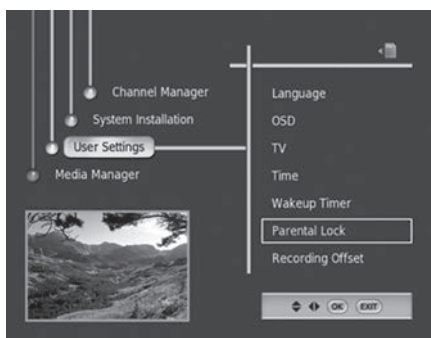 Channel Manager
System Installation
User Settings
Media Manager
Language
OSD
TV
Time
Wakeup Timer
Parental Lock
Recording Offset
OK EXIT